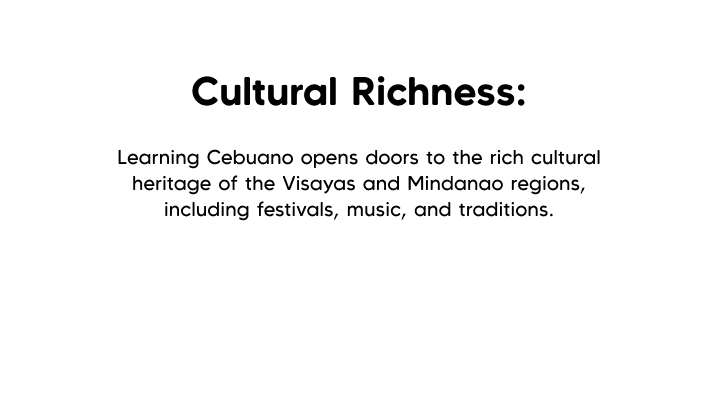 Cultural Richness:
Learning Cebuano opens doors to the rich cultural
heritage of the Visayas and Mindanao regions,
including festivals, music, and traditions.